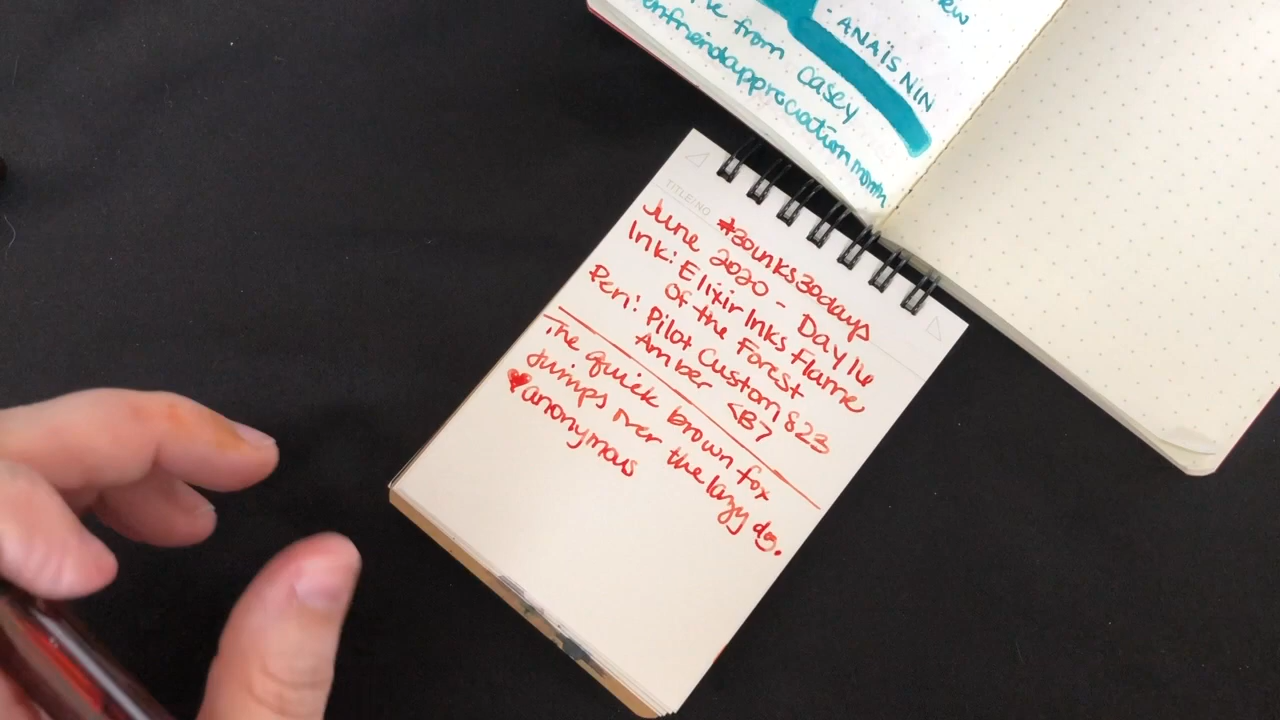 ew
· ANAÏS NIN
from Casey
enfriendappreciationmonth
TITLE/NO
#30inks30days
June 2020 - Day 16
Ink: Elixir Inks Flame
Of the Forest
Pen: Pilot Custom 823
Amber <B>
The quick brown fox
jumps over the lazy dog.
♥anonymous